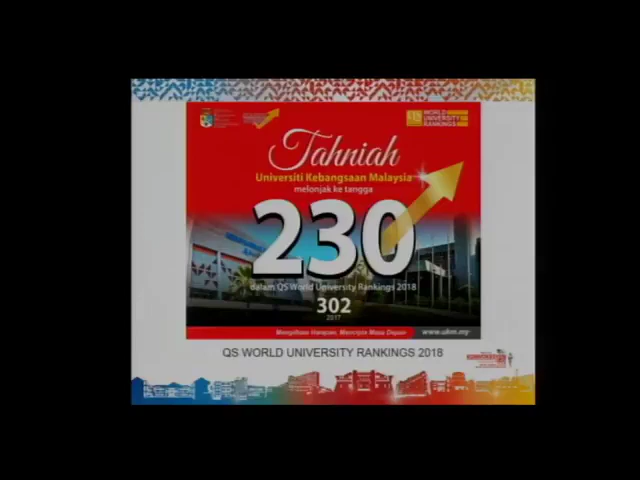 QS WORLD UNIVERSITY RANKINGS
Tahniah
Universiti Kebangsaan Malaysia
melonjak ke tangga
230
dalam QS World University Rankings 2018
302
2017
Mengilham Harapan, Mencipta Masa Depan
www.ukm.my
QS WORLD UNIVERSITY RANKINGS 2018